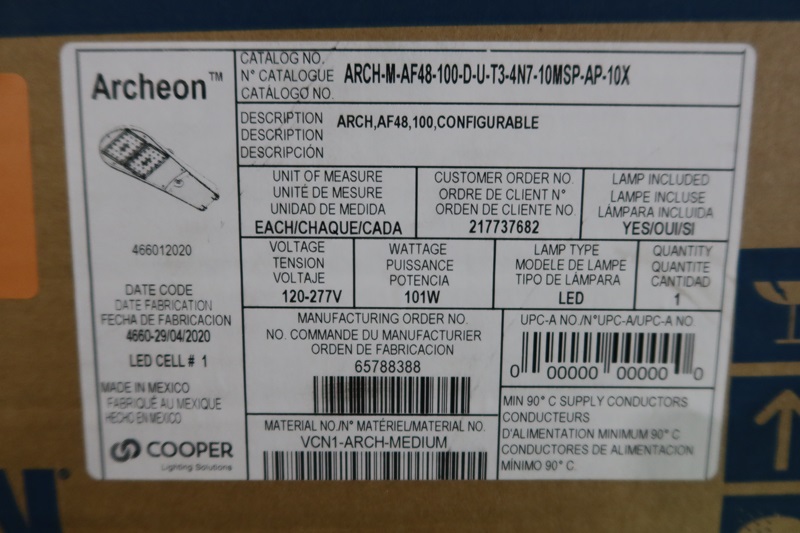 Archeon™
466012020
DATE CODE
DATE FABRICATION
FECHA DE FABRICACION
4660-29/04/2020
LED CELL # 1
MADE IN MEXICO
FABRIQUÉ AU MEXIQUE
HECHO EN MEXICO
COOPER
Lighting Solutions
CATALOG NO.
N° CATALOGUE
CATÁLOGO NO.
ARCH-M-AF48-100-D-U-T3-4N7-10MSP-AP-10X
DESCRIPTION
DESCRIPTION
DESCRIPCIÓN
ARCH,AF48,100,CONFIGURABLE
UNIT OF MEASURE
UNITÉ DE MESURE
UNIDAD DE MEDIDA
EACH/CHAQUE/CADA
CUSTOMER ORDER NO.
ORDRE DE CLIENT N°
ORDEN DE CLIENTE NO.
217737682
LAMP INCLUDED
LAMPE INCLUSE
LÁMPARA INCLUIDA
YES/OUI/SI
VOLTAGE
TENSION
VOLTAJE
120-277V
WATTAGE
PUISSANCE
POTENCIA
101W
LAMP TYPE
MODELE DE LAMPE
TIPO DE LÁMPARA
LED
QUANTITY
QUANTITE
CANTIDAD
1
MANUFACTURING ORDER NO.
NO. COMMANDE DU MANUFACTURIER
ORDEN DE FABRICACION
65788388
UPC-A NO./N°UPC-A/UPC-A NO.
0 00000 00000 0
MATERIAL NO./N° MATÉRIEL/MATERIAL NO.
VCN1-ARCH-MEDIUM
MIN 90° C SUPPLY CONDUCTORS
CONDUCTEURS
D'ALIMENTATION MINIMUM 90° C
CONDUCTORES DE ALIMENTACION
MÍNIMO 90° C.
N